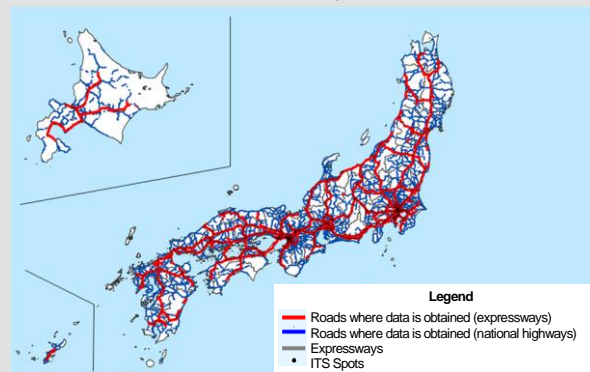 Legend
Roads where data is obtained (expressways)
Roads where data is obtained (national highways)
Expressways
ITS Spots